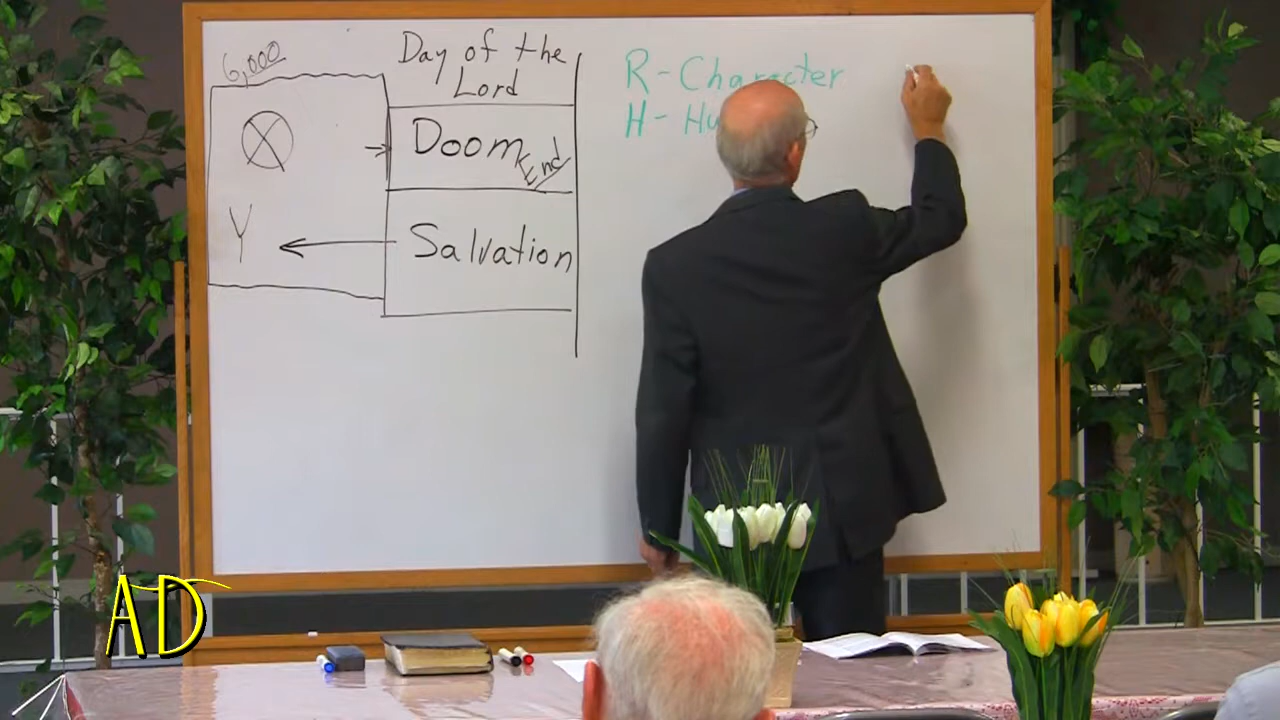 6,000
Day of the
Lord
Doom
End
Y
Salvation
R - Character
H - Hu
AD